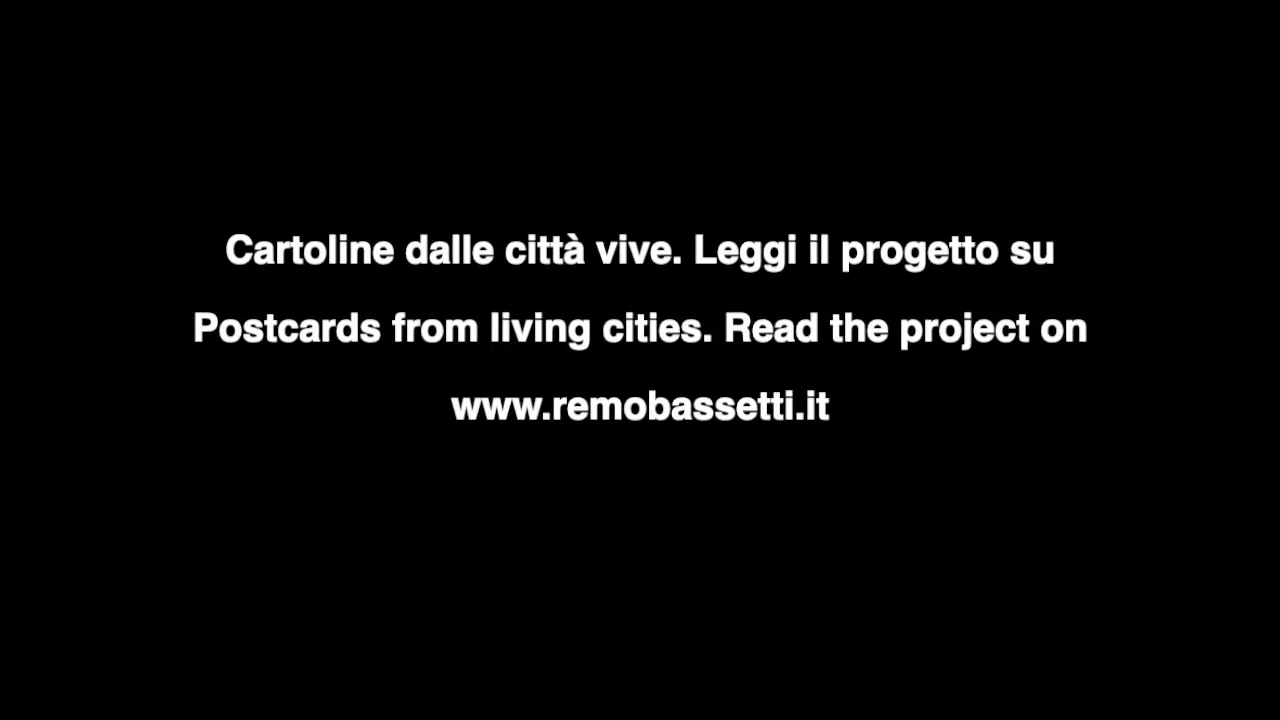 Cartoline dalle città vive. Leggi il progetto su
Postcards from living cities. Read the project on
www.remobassetti.it